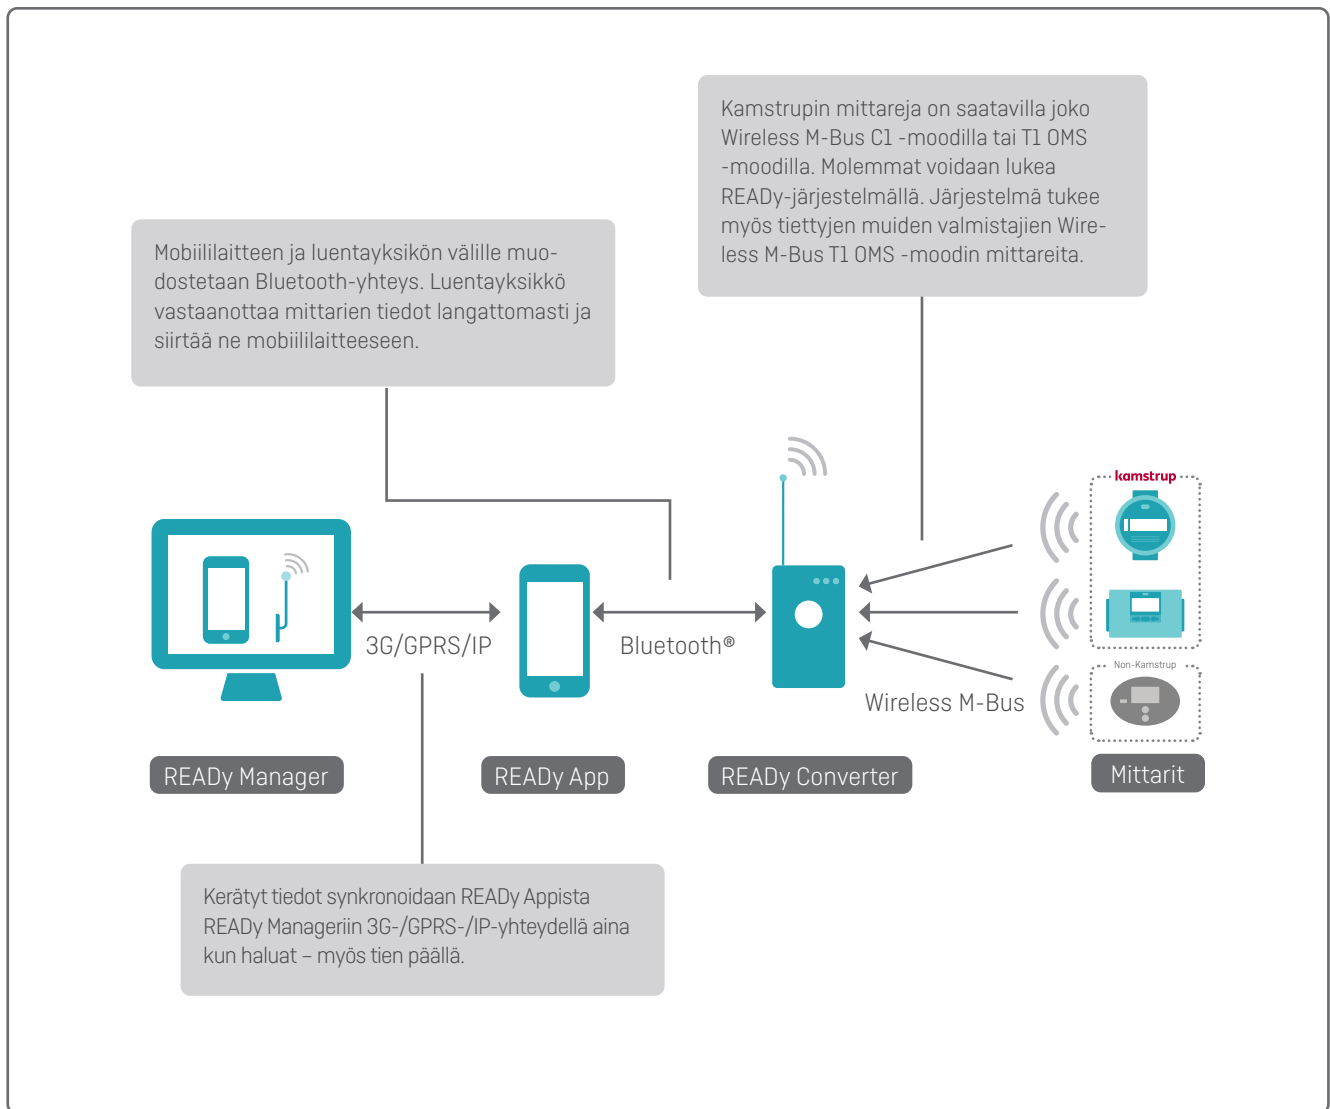 Kamstrupin mittareja on saatavilla joko
Wireless M-Bus C1 -moodilla tai T1 OMS
-moodilla. Molemmat voidaan lukea
READy-järjestelmällä. Järjestelmä tukee
myös tiettyjen muiden valmistajien Wire-
less M-Bus T1 OMS -moodin mittareita.
Mobiililaitteen ja luentayksikön välille muo-
dostetaan Bluetooth-yhteys. Luentayksikkö
vastaanottaa mittarien tiedot langattomasti ja
siirtää ne mobiililaitteeseen.
kamstrup
3G/GPRS/IP
Bluetooth®
Non-Kamstrup
Wireless M-Bus
READy Manager
READy App
READy Converter
Mittarit
Kerätyt tiedot synkronoidaan READy Appista
READy Manageriin 3G-/GPRS-/IP-yhteydellä aina
kun haluat – myös tien päällä.